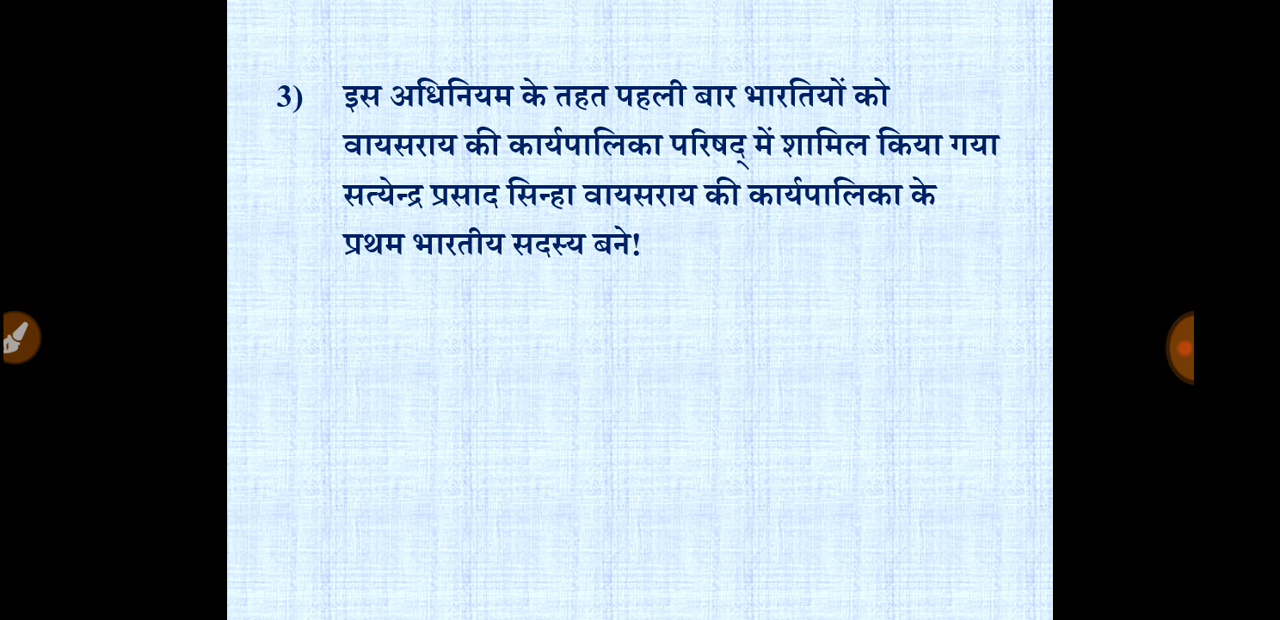 3) इस अधिनियम के तहत पहली बार भारतियों को
वायसराय की कार्यपालिका परिषद् में शामिल किया गया
सत्येन्द्र प्रसाद सिन्हा वायसराय की कार्यपालिका के
प्रथम भारतीय सदस्य बने!